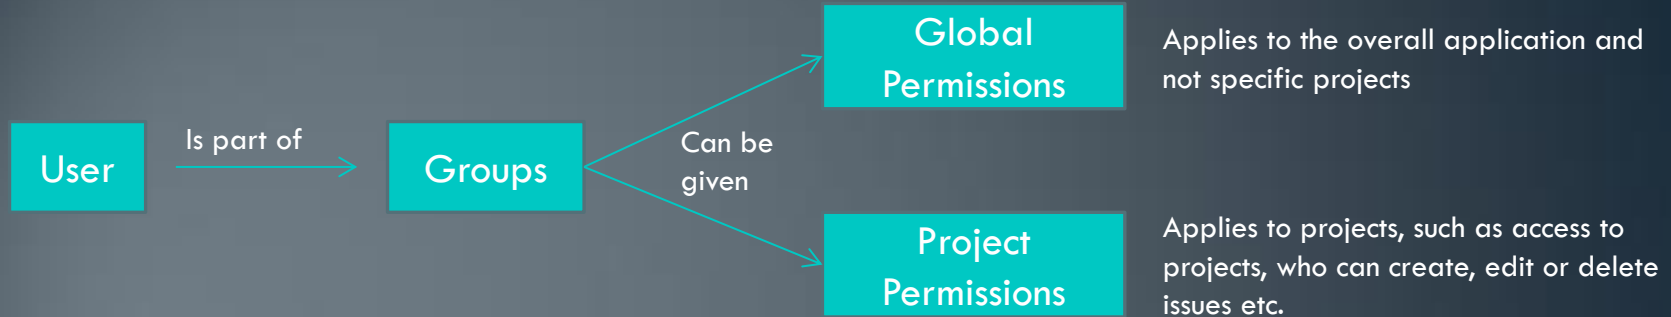 User
Is part of
Groups
Can be
given
Global
Permissions
Applies to the overall application and
not specific projects
Project
Permissions
Applies to projects, such as access to
projects, who can create, edit or delete
issues etc.